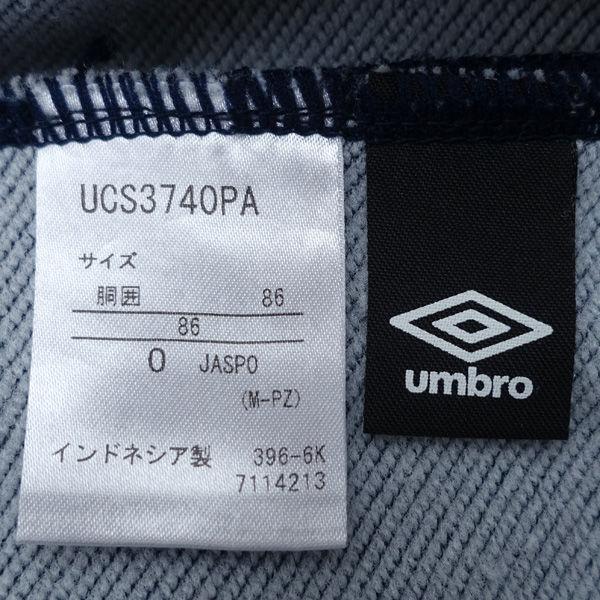 UCS3740PA
サイズ
胴囲 86
86
O JASPO
(M-PZ)
インドネシア製 396-6K
7114213
umbro